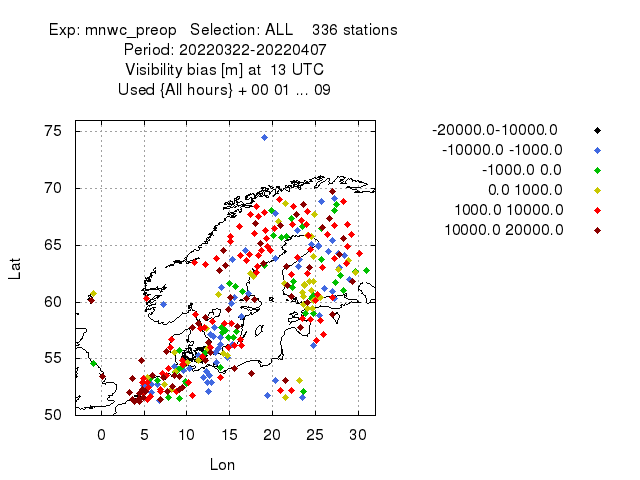 Exp: mnwc_preop   Selection: ALL    336 stations
Period: 20220322-20220407
Visibility bias [m] at  13 UTC
Used {All hours} + 00 01 ... 09
-20000.0-10000.0
-10000.0 -1000.0
-1000.0 0.0
0.0 1000.0
1000.0 10000.0
10000.0 20000.0
75
70
65
60
55
50
Lat
0 5 10 15 20 25 30
Lon